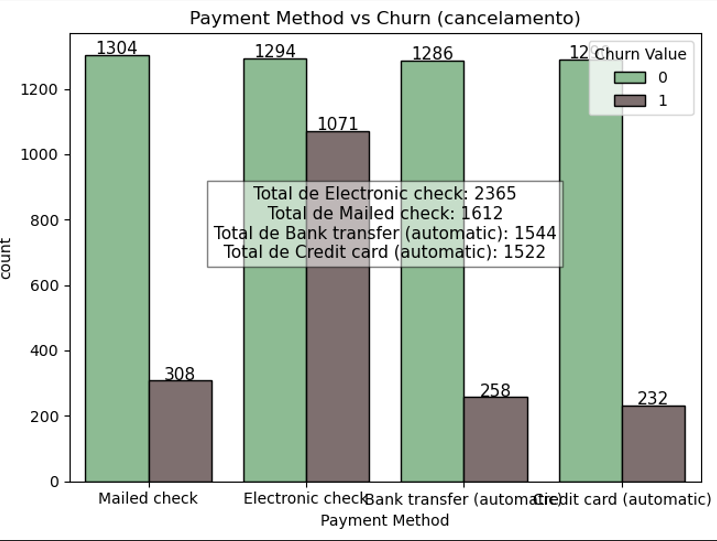 Payment Method vs Churn (cancelamento)
1304
1294
1286
Churn Value
0
1
308
1071
258
232
Total de Electronic check: 2365
Total de Mailed check: 1612
Total de Bank transfer (automatic): 1544
Total de Credit card (automatic): 1522
count
1200
1000
800
600
400
200
0
Mailed check
Electronic check
Bank transfer (automatic)
Credit card (automatic)
Payment Method